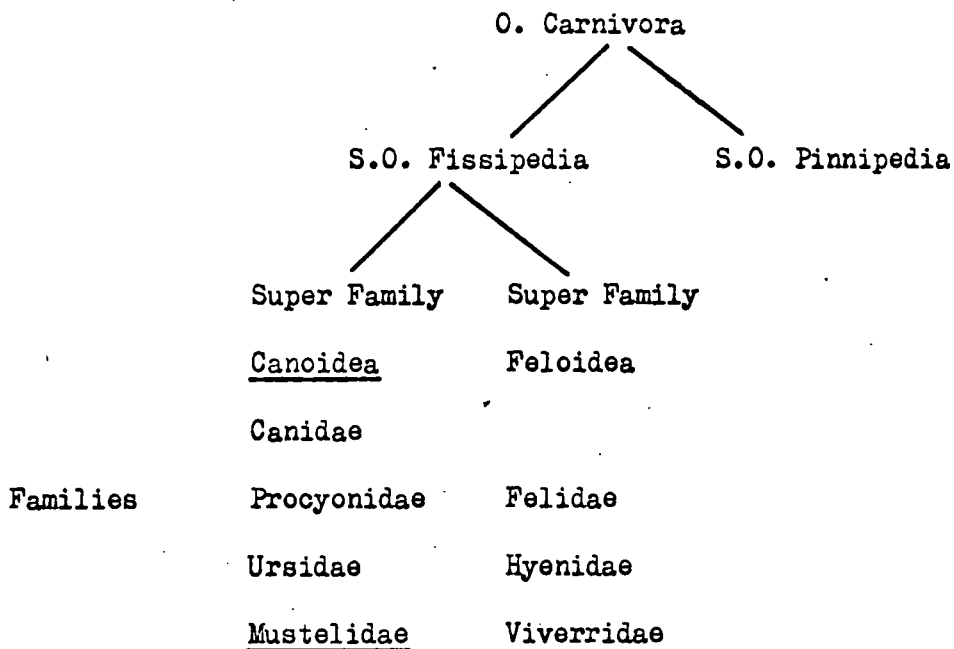 O. Carnivora
S.O. Fissipedia S.O. Pinnipedia
Super Family Super Family
Canoidea Feloidea
Canidae
Families Procyonidae Felidae
Ursidae Hyenidae
Mustelidae Viverridae